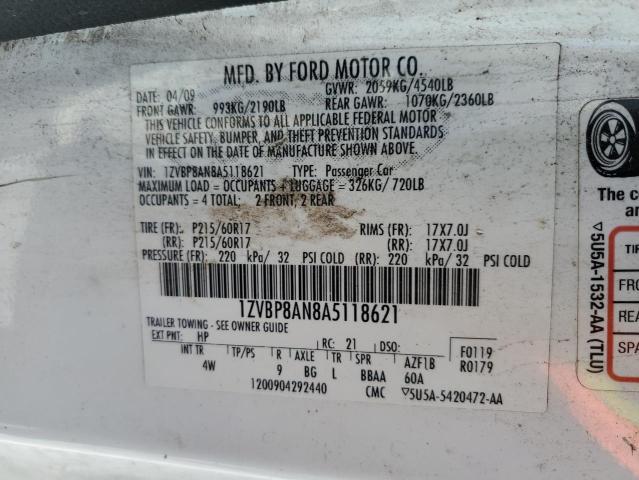 MFD. BY FORD MOTOR CO.
DATE: 04/09 GVWR: 2059KG/4540LB
FRONT GAWR: 993KG/2190LB REAR GAWR: 1070KG/2360LB
THIS VEHICLE CONFORMS TO ALL APPLICABLE FEDERAL MOTOR
VEHICLE SAFETY, BUMPER, AND THEFT PREVENTION STANDARDS
IN EFFECT ON THE DATE OF MANUFACTURE SHOWN ABOVE.
VIN: 1ZVBP8AN8A5118621 TYPE: Passenger Car
MAXIMUM LOAD = OCCUPANTS + LUGGAGE = 326KG/ 720LB
OCCUPANTS = 4 TOTAL: 2 FRONT, 2 REAR
TIRE (FR): P215/60R17 RIMS (FR): 17X7.0J
(RR): P215/60R17 (RR): 17X7.0J
PRESSURE (FR): 220 kPa/ 32 PSI COLD (RR): 220 kPa/ 32 PSI COLD
1ZVBP8AN8A5118621
TRAILER TOWING - SEE OWNER GUIDE
EXT PNT: HP RC: 21 DSO: F0119
INT TR TP/PS R AXLE TR SPR AZF1B R0179
4W 9 BG L BBAA 60A
1200904292440 CMC ▽5U5A-5420472-AA
The co
an
▽5U5A-1532-AA (TLU)
TIR
FRO
REA
SPA